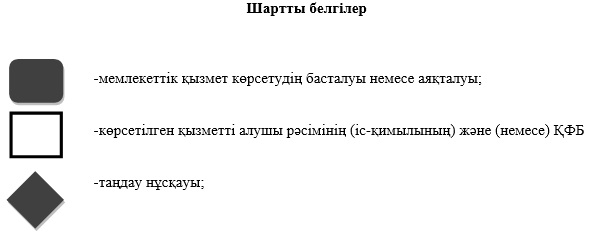 Шартты белгілер
-мемлекеттік қызмет көрсетудің басталуы немесе аяқталуы;
-көрсетілген қызметті алушы рәсімінің (іс-қимылының) және (немесе) ҚФБ
-таңдау нұсқауы;